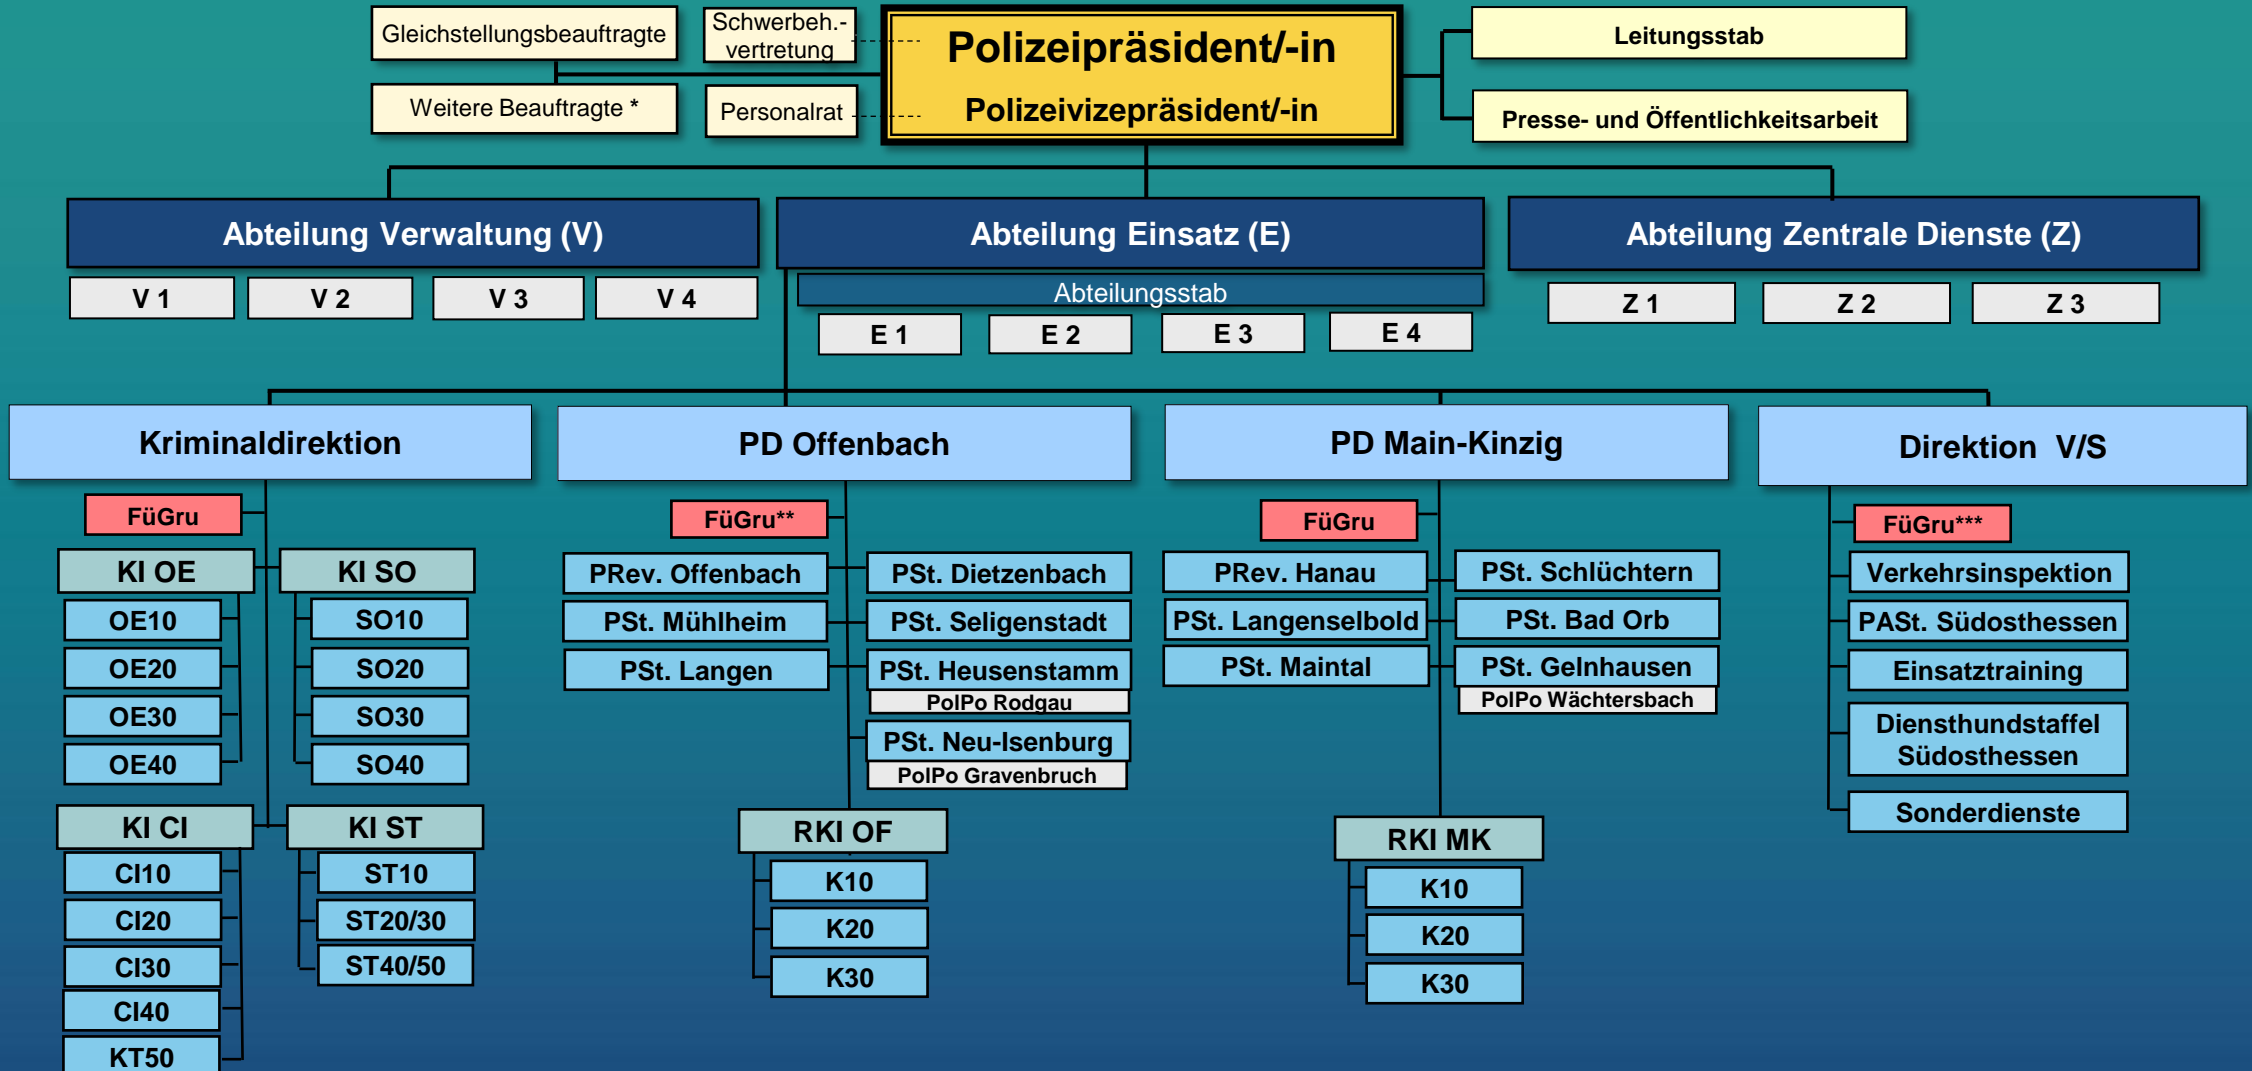 Gleichstellungsbeauftragte
Schwerbeh.-
vertretung
Polizeipräsident/-in
Polizeivizepräsident/-in
Leitungsstab
Weitere Beauftragte *
Personalrat
Presse- und Öffentlichkeitsarbeit
Abteilung Verwaltung (V)
V 1
V 2
V 3
V 4
Abteilung Einsatz (E)
Abteilungsstab
E 1
E 2
E 3
E 4
Abteilung Zentrale Dienste (Z)
Z 1
Z 2
Z 3
Kriminaldirektion
FüGru
KI OE
OE10
OE20
OE30
OE40
KI SO
SO10
SO20
SO30
SO40
KI CI
CI10
CI20
CI30
CI40
KT50
KI ST
ST10
ST20/30
ST40/50
PD Offenbach
FüGru**
PRev. Offenbach
PSt. Mühlheim
PSt. Langen
PSt. Dietzenbach
PSt. Seligenstadt
PSt. Heusenstamm
PolPo Rodgau
PSt. Neu-Isenburg
PolPo Gravenbruch
RKI OF
K10
K20
K30
PD Main-Kinzig
FüGru
PRev. Hanau
PSt. Langenselbold
PSt. Maintal
PSt. Schlüchtern
PSt. Bad Orb
PSt. Gelnhausen
PolPo Wächtersbach
RKI MK
K10
K20
K30
Direktion V/S
FüGru***
Verkehrsinspektion
PASt. Südosthessen
Einsatztraining
Diensthundstaffel
Südosthessen
Sonderdienste